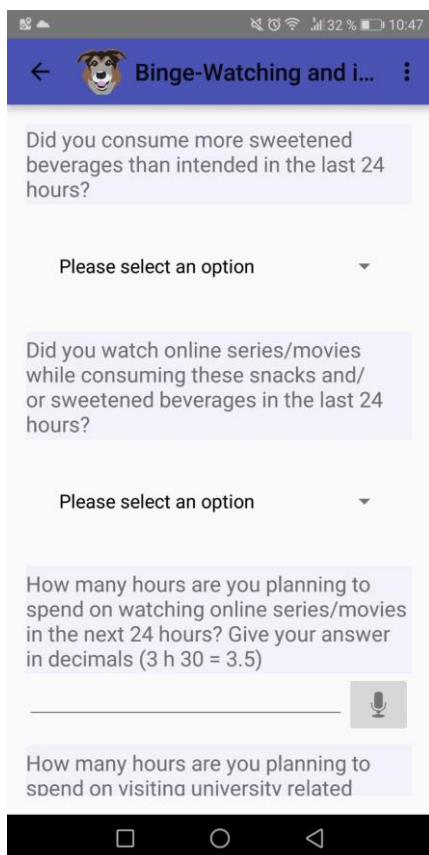 32 % 10:47
Binge-Watching and i...
Did you consume more sweetened
beverages than intended in the last 24
hours?
Please select an option
Did you watch online series/movies
while consuming these snacks and/
or sweetened beverages in the last 24
hours?
Please select an option
How many hours are you planning to
spend on watching online series/movies
in the next 24 hours? Give your answer
in decimals (3 h 30 = 3.5)
How many hours are you planning to
spend on visiting university related